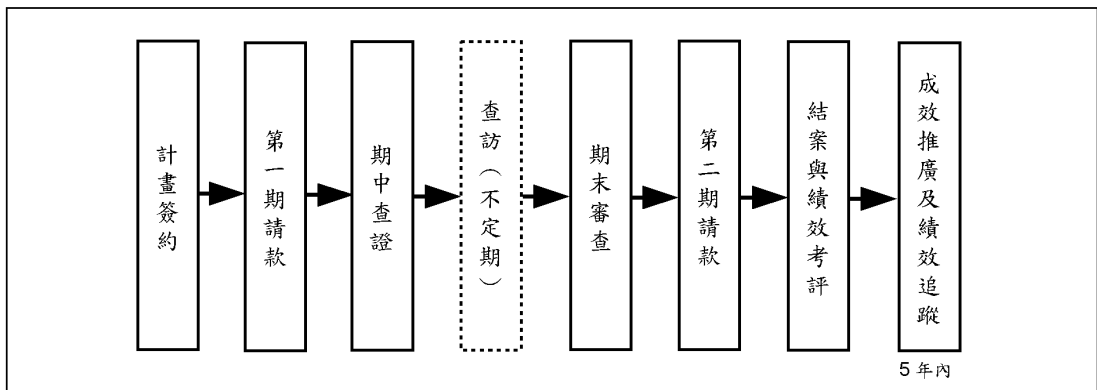 計畫簽約
第一期請款
期中查證
查訪（不定期）
期末審查
第二期請款
結案與績效考評
成效推廣及績效追蹤
5 年內